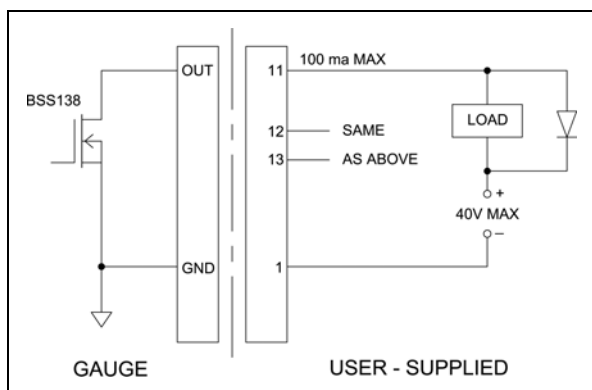 OUT
11
100 ma MAX
BSS138
LOAD
12
SAME
13
AS ABOVE
+
40V MAX
–
GND
1
GAUGE
USER - SUPPLIED